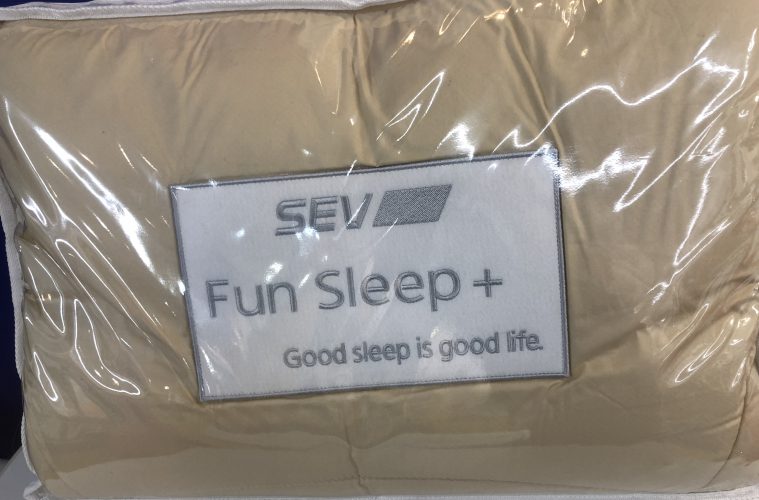 SEV
Fun Sleep +
Good sleep is good life.